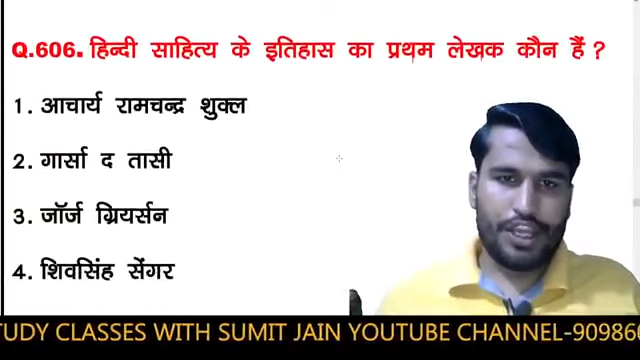 Q.606. हिन्दी साहित्य के इतिहास का प्रथम लेखक कौन हैं ?
1. आचार्य रामचन्द्र शुक्ल
2. गार्सा द तासी
3. जॉर्ज ग्रियर्सन
4. शिवसिंह सेंगर
TUDY CLASSES WITH SUMIT JAIN YOUTUBE CHANNEL-90986